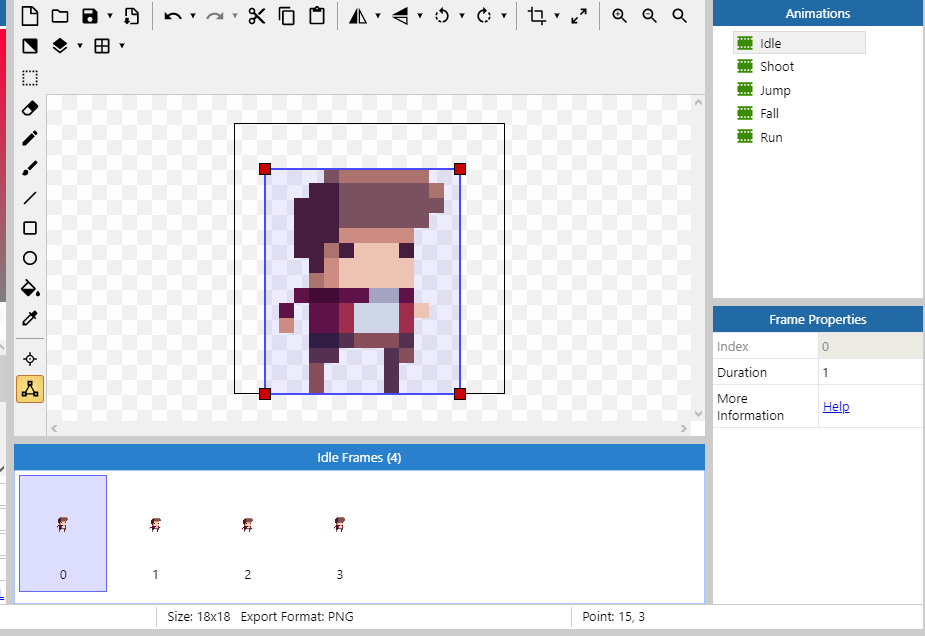 Animations
Idle
Shoot
Jump
Fall
Run
Frame Properties
Index 0
Duration 1
More
Information Help
Idle Frames (4)
0 1 2 3
Size: 18x18 Export Format: PNG Point: 15, 3